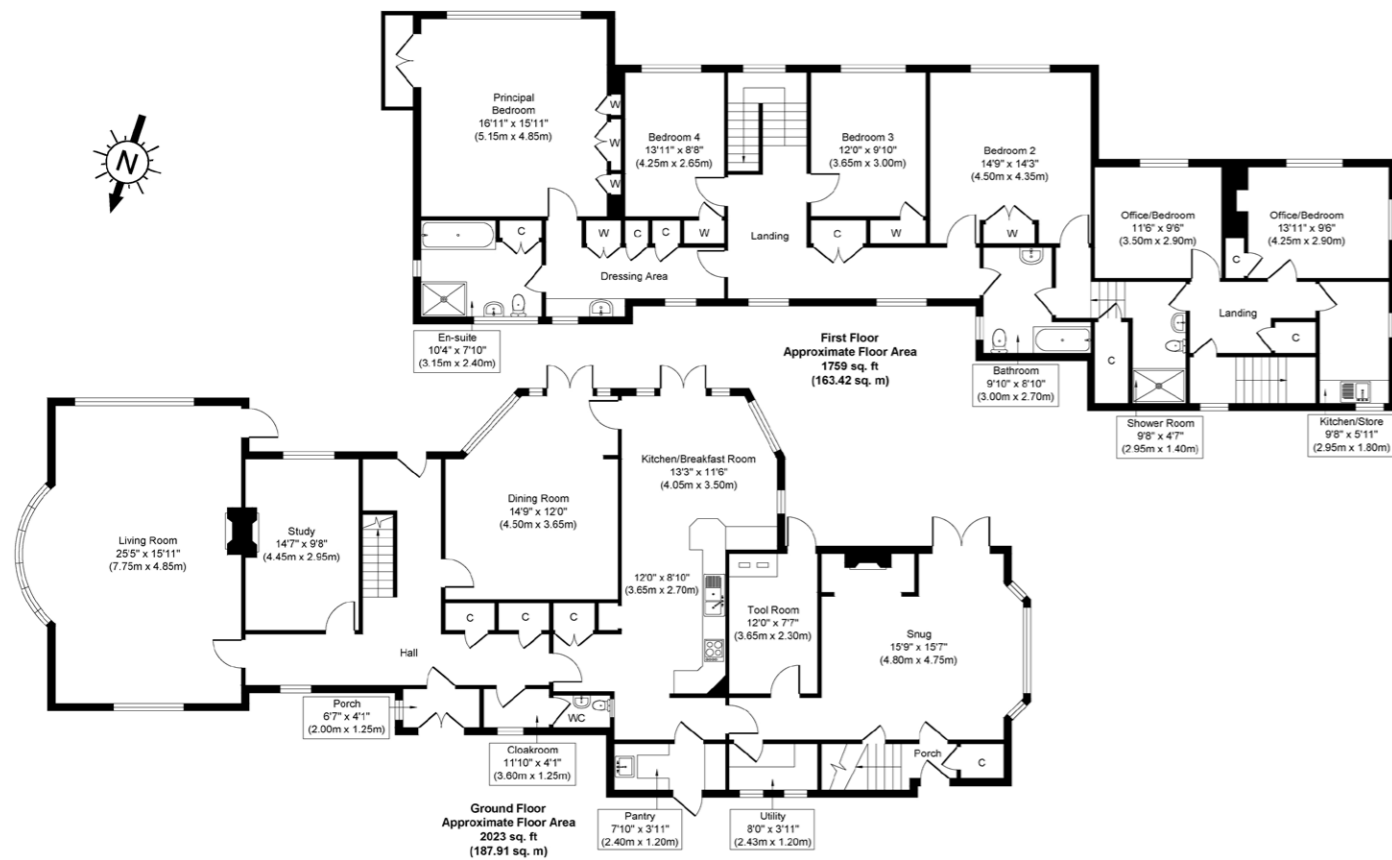 N
Principal
Bedroom
16'11" x 15'11"
(5.15m x 4.85m)
W
W
W
Bedroom 4
13'11" x 8'8"
(4.25m x 2.65m)
Bedroom 3
12'0" x 9'10"
(3.65m x 3.00m)
Bedroom 2
14'9" x 14'3"
(4.50m x 4.35m)
Office/Bedroom
11'6" x 9'6"
(3.50m x 2.90m)
Office/Bedroom
13'11" x 9'6"
(4.25m x 2.90m)
C
W
C
C
W
Landing
C
W
W
C
Dressing Area
Landing
C
C
En-suite
10'4" x 7'10"
(3.15m x 2.40m)
First Floor
Approximate Floor Area
1759 sq. ft
(163.42 sq. m)
Bathroom
9'10" x 8'10"
(3.00m x 2.70m)
Shower Room
9'8" x 4'7"
(2.95m x 1.40m)
Kitchen/Store
9'8" x 5'11"
(2.95m x 1.80m)
Living Room
25'5" x 15'11"
(7.75m x 4.85m)
Study
14'7" x 9'8"
(4.45m x 2.95m)
Dining Room
14'9" x 12'0"
(4.50m x 3.65m)
Kitchen/Breakfast Room
13'3" x 11'6"
(4.05m x 3.50m)
12'0" x 8'10"
(3.65m x 2.70m)
Tool Room
12'0" x 7'7"
(3.65m x 2.30m)
Snug
15'9" x 15'7"
(4.80m x 4.75m)
C
C
C
Hall
Porch
6'7" x 4'1"
(2.00m x 1.25m)
WC
Cloakroom
11'10" x 4'1"
(3.60m x 1.25m)
Porch
C
Ground Floor
Approximate Floor Area
2023 sq. ft
(187.91 sq. m)
Pantry
7'10" x 3'11"
(2.40m x 1.20m)
Utility
8'0" x 3'11"
(2.43m x 1.20m)